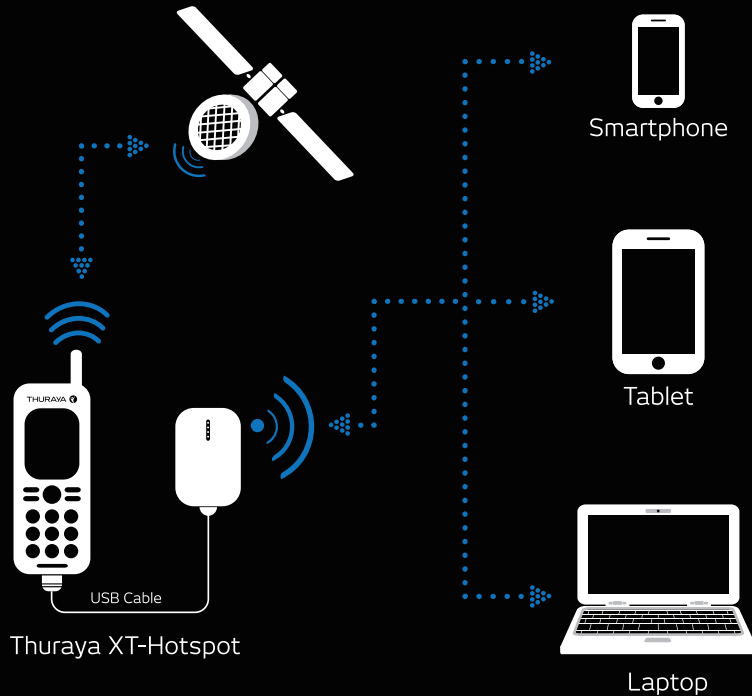 Smartphone
Tablet
THURAYA
USB Cable
Thuraya XT-Hotspot
Laptop